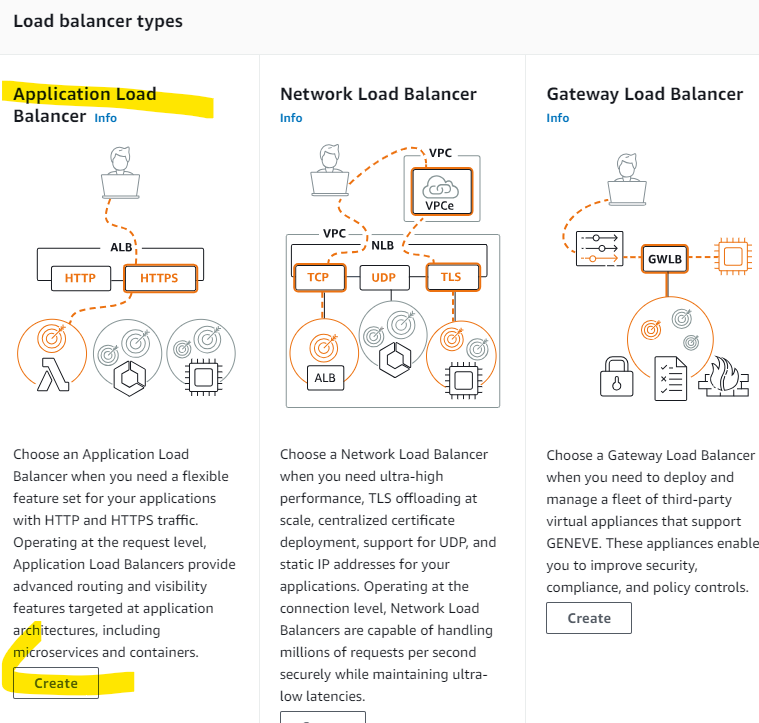 Load balancer types
Application Load
Balancer Info
ALB
HTTP
HTTPS
Choose an Application Load
Balancer when you need a flexible
feature set for your applications
with HTTP and HTTPS traffic.
Operating at the request level,
Application Load Balancers provide
advanced routing and visibility
features targeted at application
architectures, including
microservices and containers.
Create
Network Load Balancer
Info
VPC
VPCe
VPC
NLB
TCP
UDP
TLS
ALB
Choose a Network Load Balancer
when you need ultra-high
performance, TLS offloading at
scale, centralized certificate
deployment, support for UDP, and
static IP addresses for your
applications. Operating at the
connection level, Network Load
Balancers are capable of handling
millions of requests per second
securely while maintaining ultra-
low latencies.
Gateway Load Balancer
Info
GWLB
Choose a Gateway Load Balancer
when you need to deploy and
manage a fleet of third-party
virtual appliances that support
GENEVE. These appliances enable
you to improve security,
compliance, and policy controls.
Create